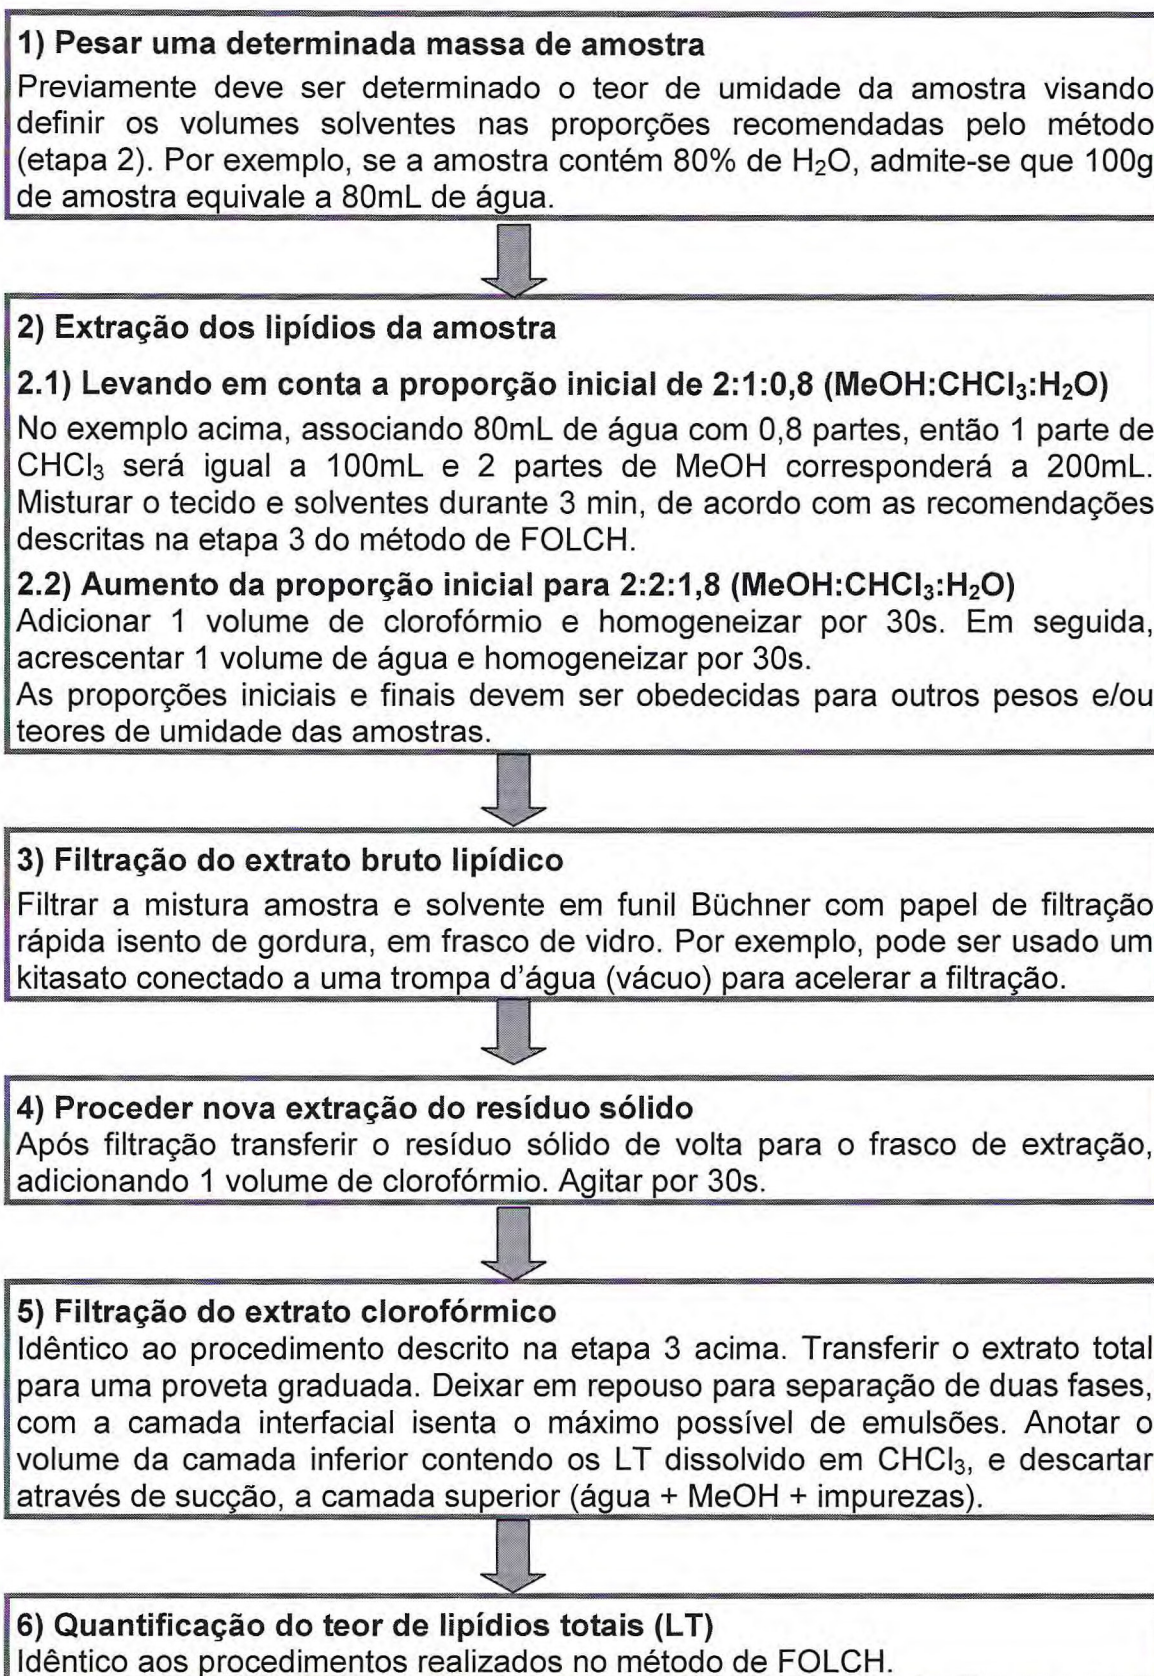 1) Pesar uma determinada massa de amostra
Previamente deve ser determinado o teor de umidade da amostra visando
definir os volumes solventes nas proporções recomendadas pelo método
(etapa 2). Por exemplo, se a amostra contém 80% de H₂O, admite-se que 100g
de amostra equivale a 80mL de água.
2) Extração dos lipídios da amostra
2.1) Levando em conta a proporção inicial de 2:1:0,8 (MeOH:CHCl₃:H₂O)
No exemplo acima, associando 80mL de água com 0,8 partes, então 1 parte de
CHCl₃ será igual a 100mL e 2 partes de MeOH corresponderá a 200mL.
Misturar o tecido e solventes durante 3 min, de acordo com as recomendações
descritas na etapa 3 do método de FOLCH.
2.2) Aumento da proporção inicial para 2:2:1,8 (MeOH:CHCl₃:H₂O)
Adicionar 1 volume de clorofórmio e homogeneizar por 30s. Em seguida,
acrescentar 1 volume de água e homogeneizar por 30s.
As proporções iniciais e finais devem ser obedecidas para outros pesos e/ou
teores de umidade das amostras.
3) Filtração do extrato bruto lipídico
Filtrar a mistura amostra e solvente em funil Büchner com papel de filtração
rápida isento de gordura, em frasco de vidro. Por exemplo, pode ser usado um
kitasato conectado a uma trompa d'água (vácuo) para acelerar a filtração.
4) Proceder nova extração do resíduo sólido
Após filtração transferir o resíduo sólido de volta para o frasco de extração,
adicionando 1 volume de clorofórmio. Agitar por 30s.
5) Filtração do extrato clorofórmico
Idêntico ao procedimento descrito na etapa 3 acima. Transferir o extrato total
para uma proveta graduada. Deixar em repouso para separação de duas fases,
com a camada interfacial isenta o máximo possível de emulsões. Anotar o
volume da camada inferior contendo os LT dissolvido em CHCl₃, e descartar
através de sucção, a camada superior (água + MeOH + impurezas).
6) Quantificação do teor de lipídios totais (LT)
Idêntico aos procedimentos realizados no método de FOLCH.